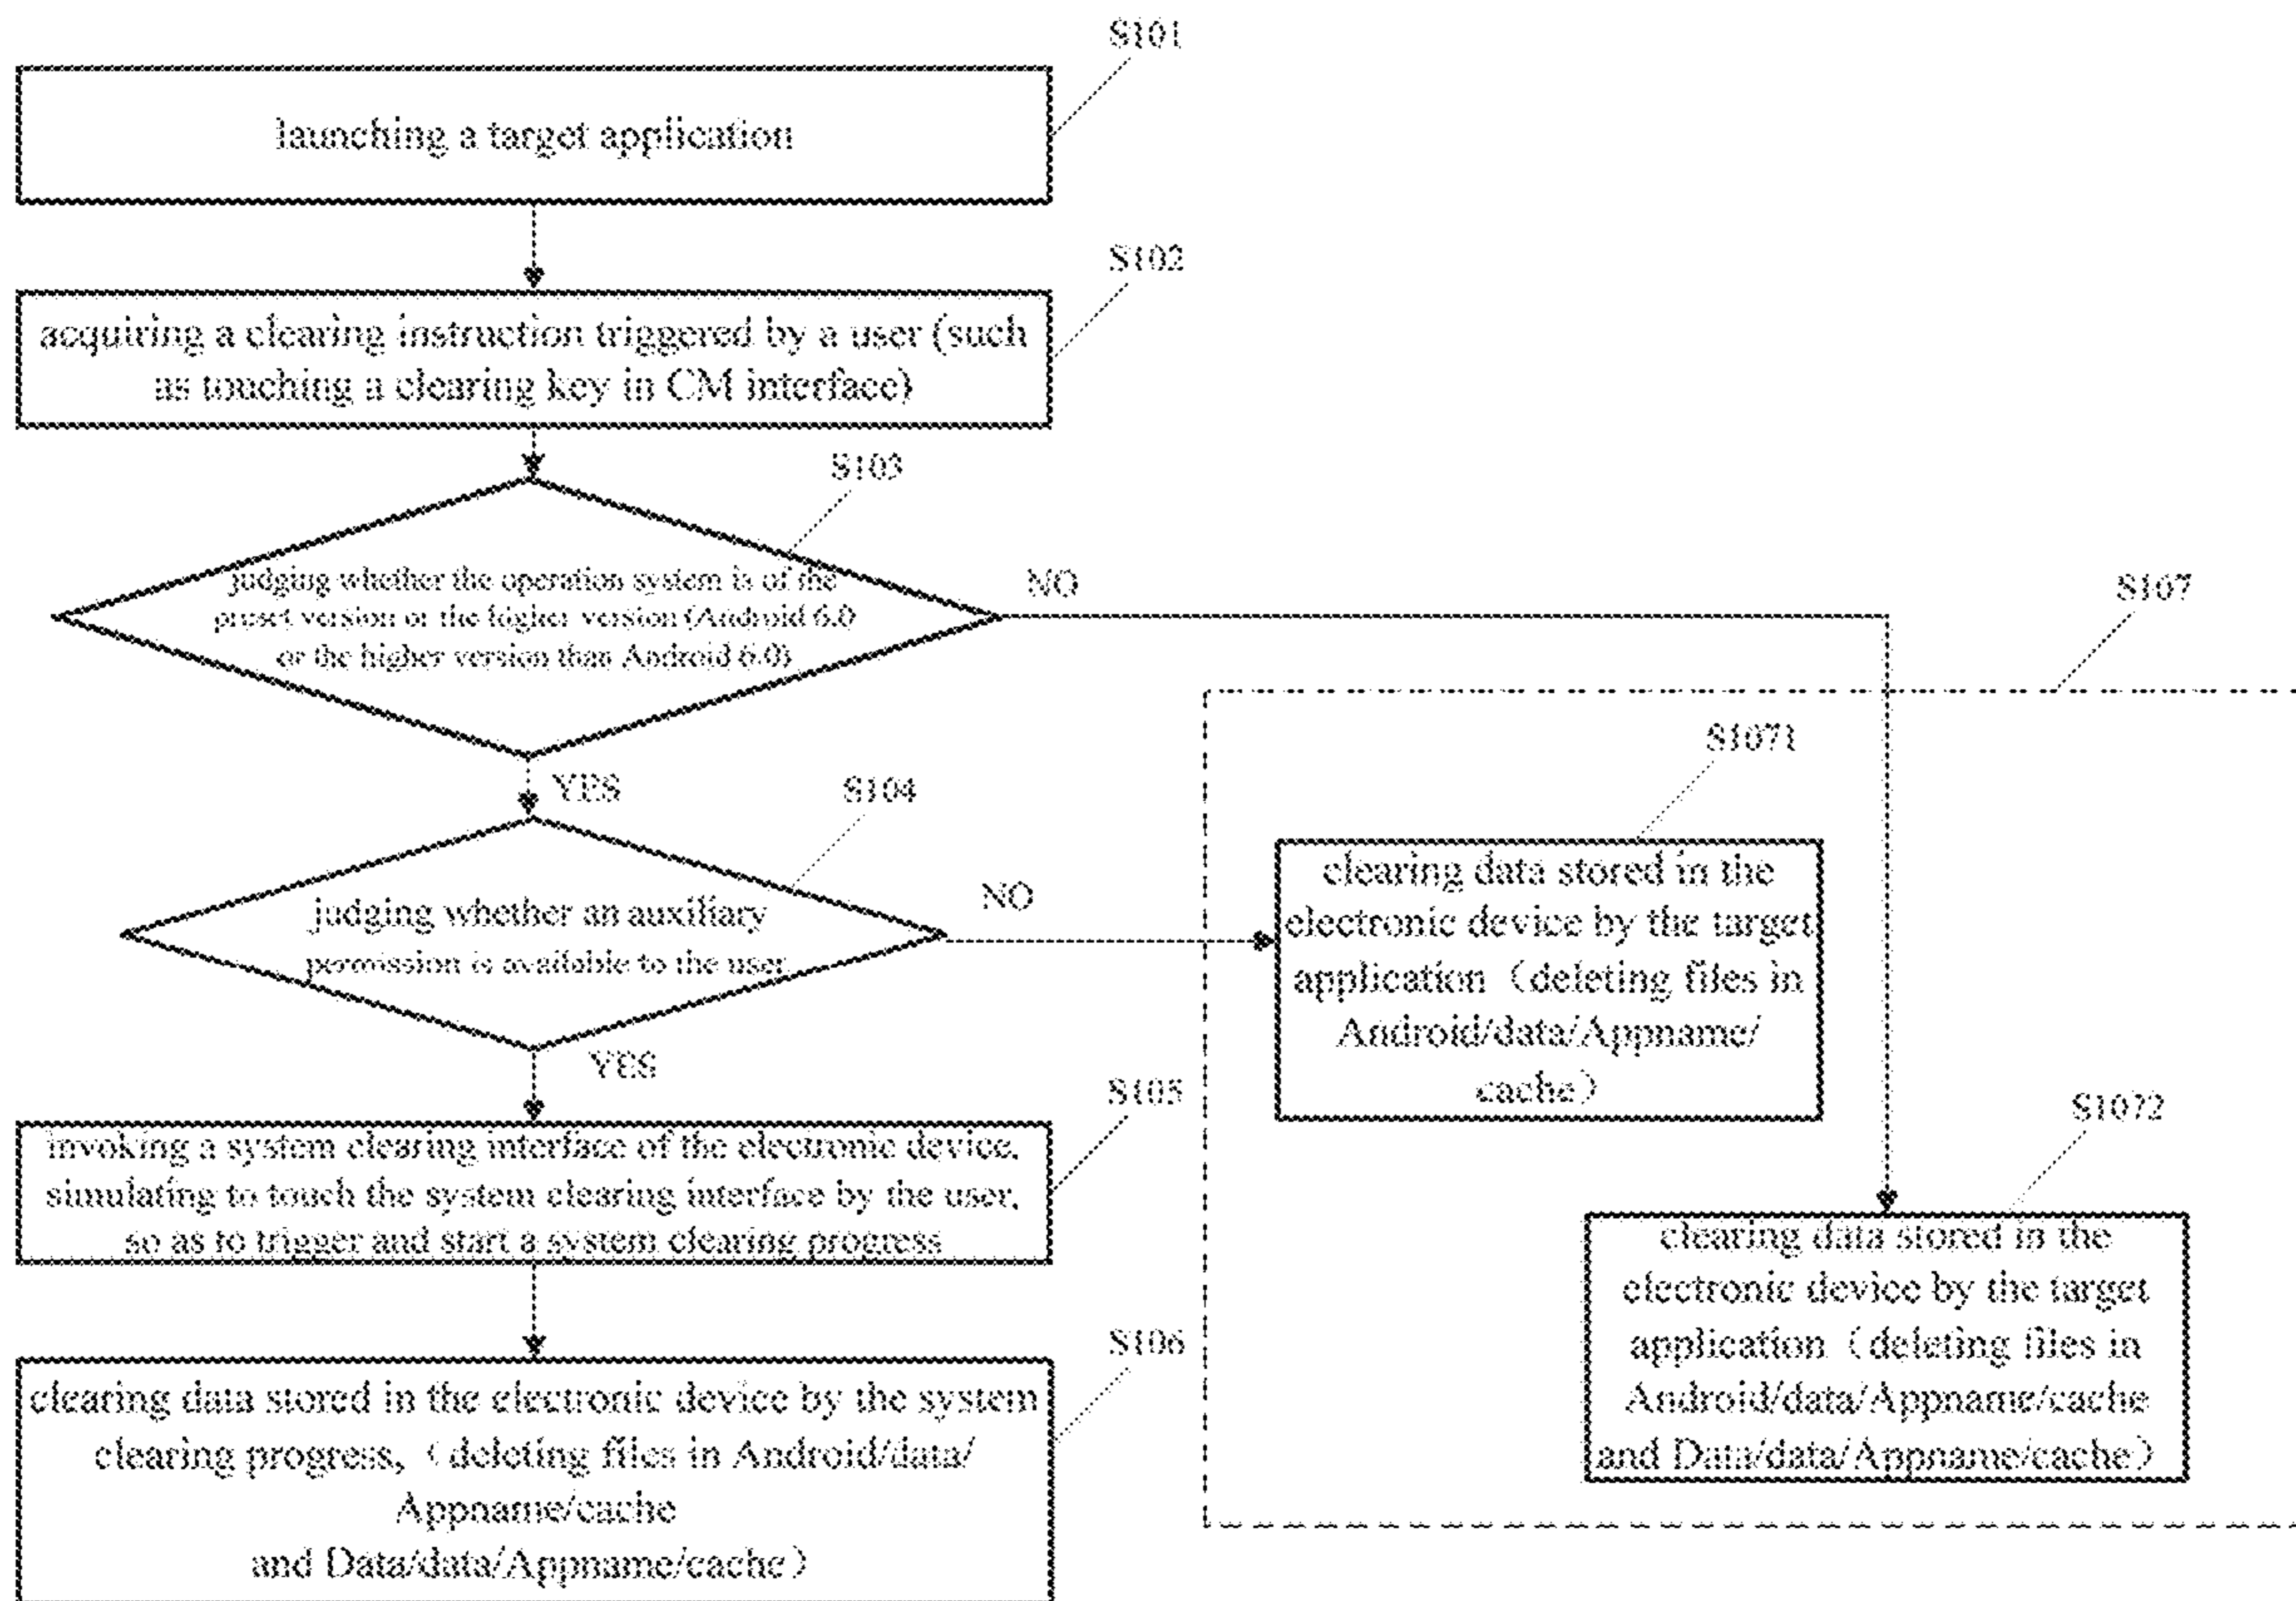 S101
launching a target application
S102
acquiring a clearing instruction triggered by a user (such
as touching a clearing key in CM interface)
S103
judging whether the operation system is of the
preset version or the higher version (Android 6.0
or the higher version than Android 6.0)
NO
S107
YES
S104
judging whether an auxiliary
permission is available to the user
NO
S1071
clearing data stored in the
electronic device by the target
application（deleting files in
Android/data/Appname/
cache）
YES
S105
invoking a system clearing interface of the electronic device,
simulating to touch the system clearing interface by the user,
so as to trigger and start a system clearing progress
S1072
clearing data stored in the
electronic device by the target
application（deleting files in
Android/data/Appname/cache
and Data/data/Appname/cache）
S106
clearing data stored in the electronic device by the system
clearing progress,（deleting files in Android/data/
Appname/cache
and Data/data/Appname/cache）